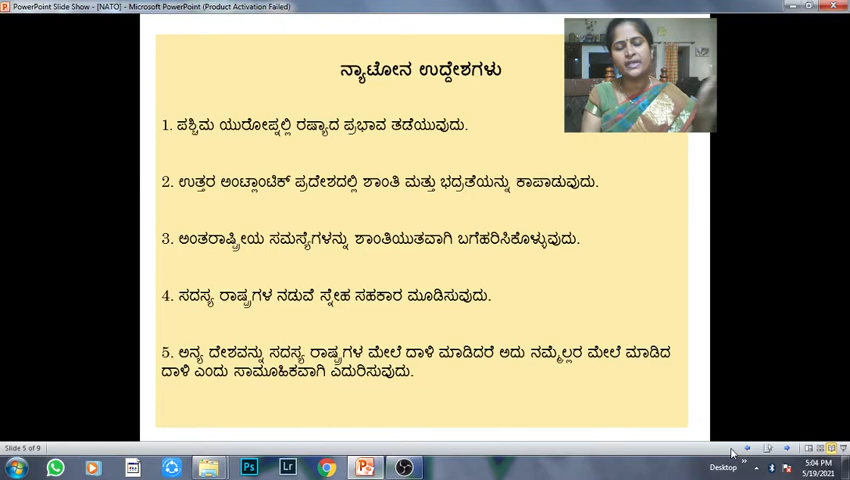 PowerPoint Slide Show - [NATO] - Microsoft PowerPoint (Product Activation Failed)
ನ್ಯಾಟೋನ ಉದ್ದೇಶಗಳು
1. ಪಶ್ಚಿಮ ಯುರೋಪ್ನಲ್ಲಿ ರಷ್ಯಾದ ಪ್ರಭಾವ ತಡೆಯುವುದು.
2. ಉತ್ತರ ಅಂಟ್ಲಾಂಟಿಕ್ ಪ್ರದೇಶದಲ್ಲಿ ಶಾಂತಿ ಮತ್ತು ಭದ್ರತೆಯನ್ನು ಕಾಪಾಡುವುದು.
3. ಅಂತರಾಷ್ಟ್ರೀಯ ಸಮಸ್ಯೆಗಳನ್ನು ಶಾಂತಿಯುತವಾಗಿ ಬಗೆಹರಿಸಿಕೊಳ್ಳುವುದು.
4. ಸದಸ್ಯ ರಾಷ್ಟ್ರಗಳ ನಡುವೆ ಸ್ನೇಹ ಸಹಕಾರ ಮೂಡಿಸುವುದು.
5. ಅನ್ಯ ದೇಶವನ್ನು ಸದಸ್ಯ ರಾಷ್ಟ್ರಗಳ ಮೇಲೆ ದಾಳಿ ಮಾಡಿದರೆ ಅದು ನಮ್ಮೆಲ್ಲರ ಮೇಲೆ ಮಾಡಿದ
ದಾಳಿ ಎಂದು ಸಾಮೂಹಿಕವಾಗಿ ಎದುರಿಸುವುದು.
Slide 5 of 9
Ps
Lr
Desktop
5:04 PM
5/19/2021